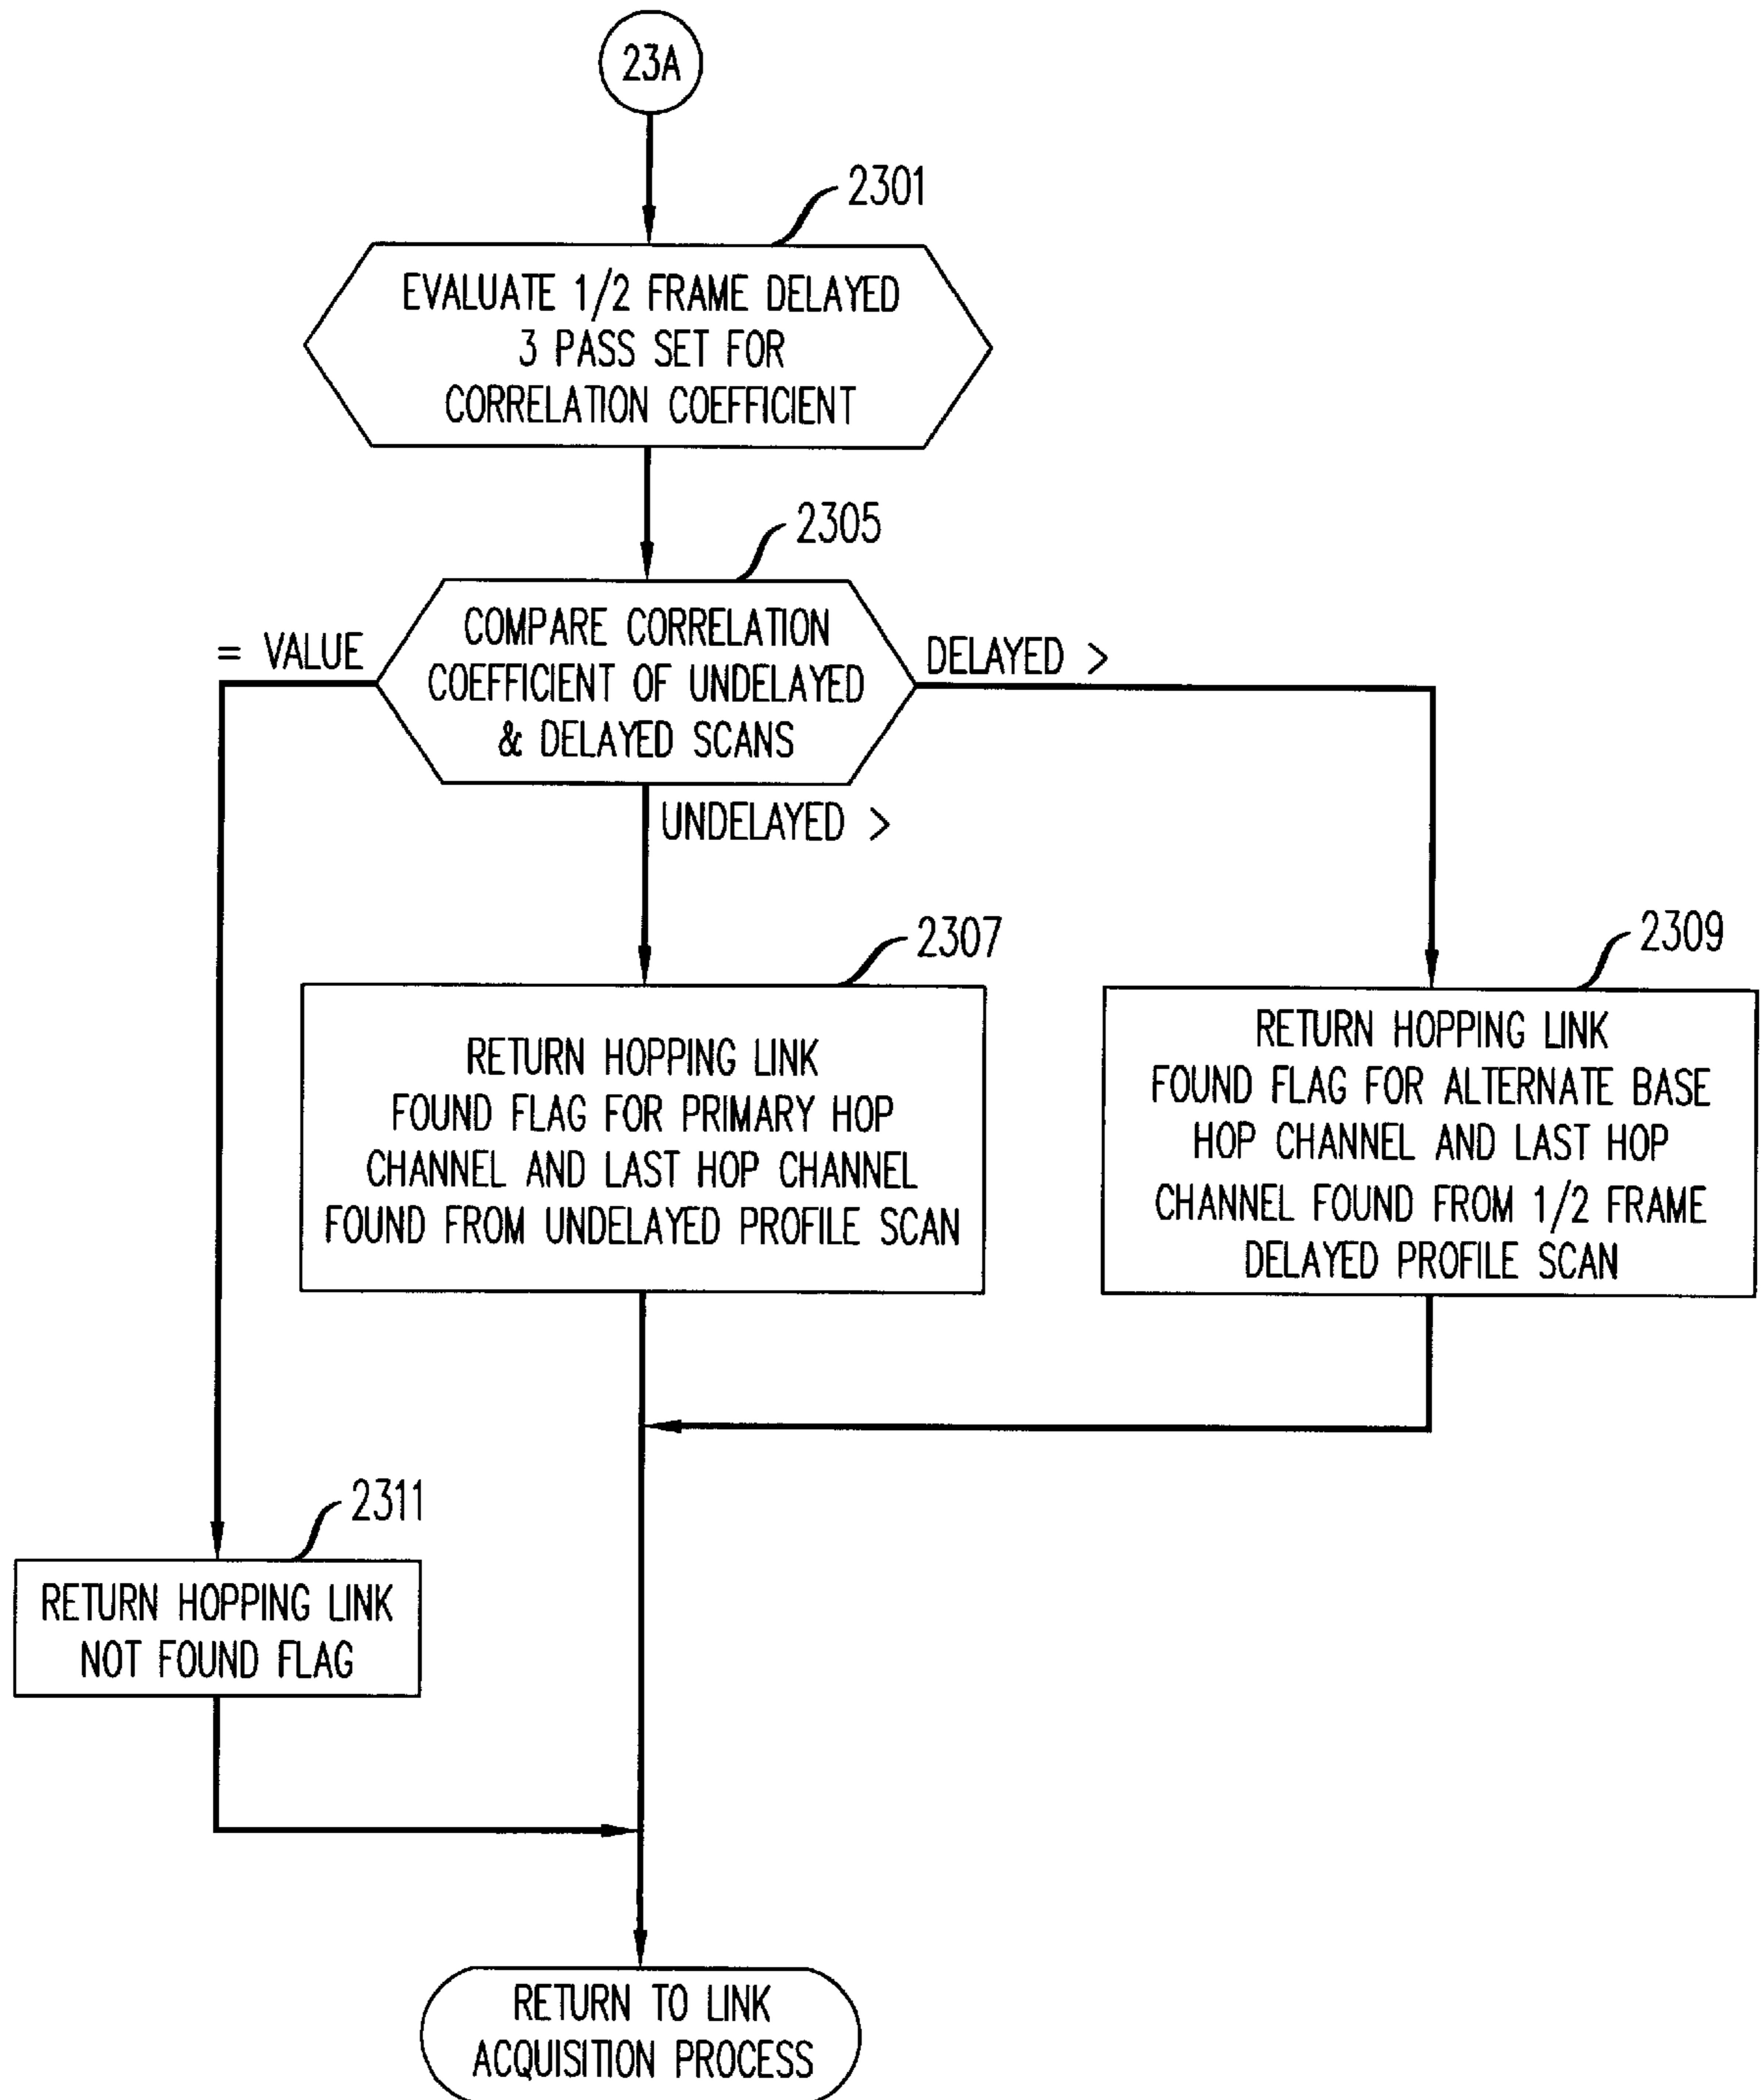 23A
2301
EVALUATE 1/2 FRAME DELAYED
3 PASS SET FOR
CORRELATION COEFFICIENT
2305
COMPARE CORRELATION
COEFFICIENT OF UNDELAYED
& DELAYED SCANS
= VALUE
DELAYED >
UNDELAYED >
2307
RETURN HOPPING LINK
FOUND FLAG FOR PRIMARY HOP
CHANNEL AND LAST HOP CHANNEL
FOUND FROM UNDELAYED PROFILE SCAN
2309
RETURN HOPPING LINK
FOUND FLAG FOR ALTERNATE BASE
HOP CHANNEL AND LAST HOP
CHANNEL FOUND FROM 1/2 FRAME
DELAYED PROFILE SCAN
2311
RETURN HOPPING LINK
NOT FOUND FLAG
RETURN TO LINK
ACQUISITION PROCESS